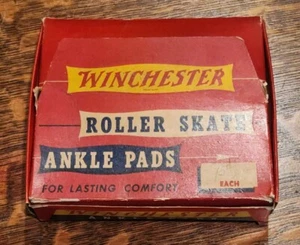 WINCHESTER
ROLLER SKATE
ANKLE PADS
FOR LASTING COMFORT
EACH